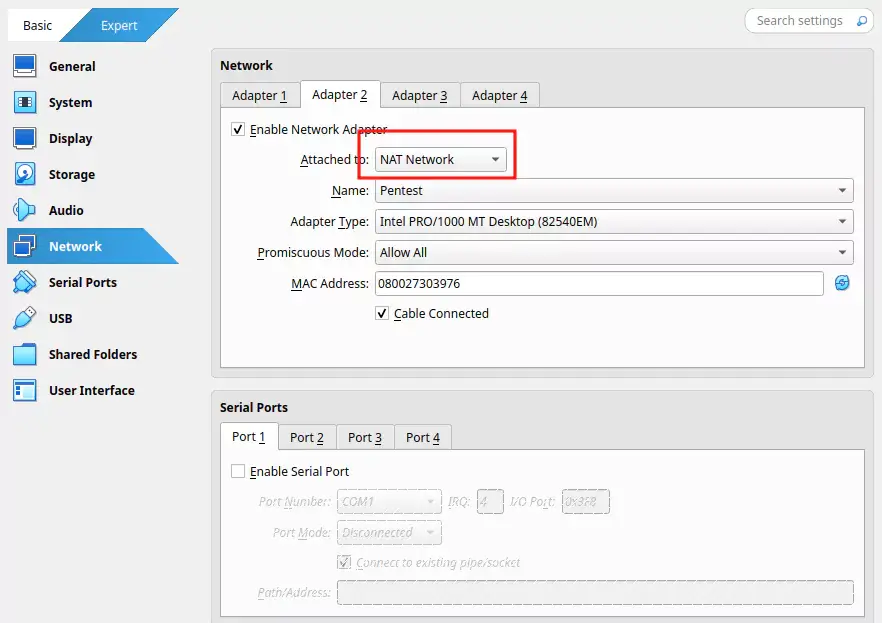 Basic Expert Search settings
General
System
Display
Storage
Audio
Network
Serial Ports
USB
Shared Folders
User Interface
Network
Adapter 1 Adapter 2 Adapter 3 Adapter 4
Enable Network Adapter
Attached to: NAT Network
Name: Pentest
Adapter Type: Intel PRO/1000 MT Desktop (82540EM)
Promiscuous Mode: Allow All
MAC Address: 080027303976
Cable Connected
Serial Ports
Port 1 Port 2 Port 3 Port 4
Enable Serial Port
Port Number: COM1 IRQ: 4 I/O Port: 0x3F8
Port Mode: Disconnected
Connect to existing pipe/socket
Path/Address: